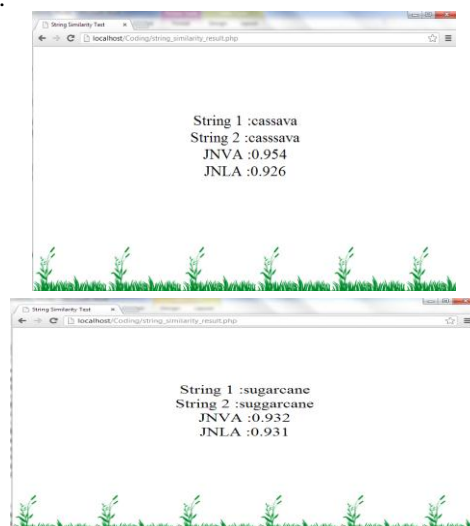 .
String Similarity Test
localhost/Coding/string_similarity_result.php
String 1 :cassava
String 2 :casssava
JNVA :0.954
JNLA :0.926
String Similarity Test
localhost/Coding/string_similarity_result.php
String 1 :sugarcane
String 2 :suggarcane
JNVA :0.932
JNLA :0.931